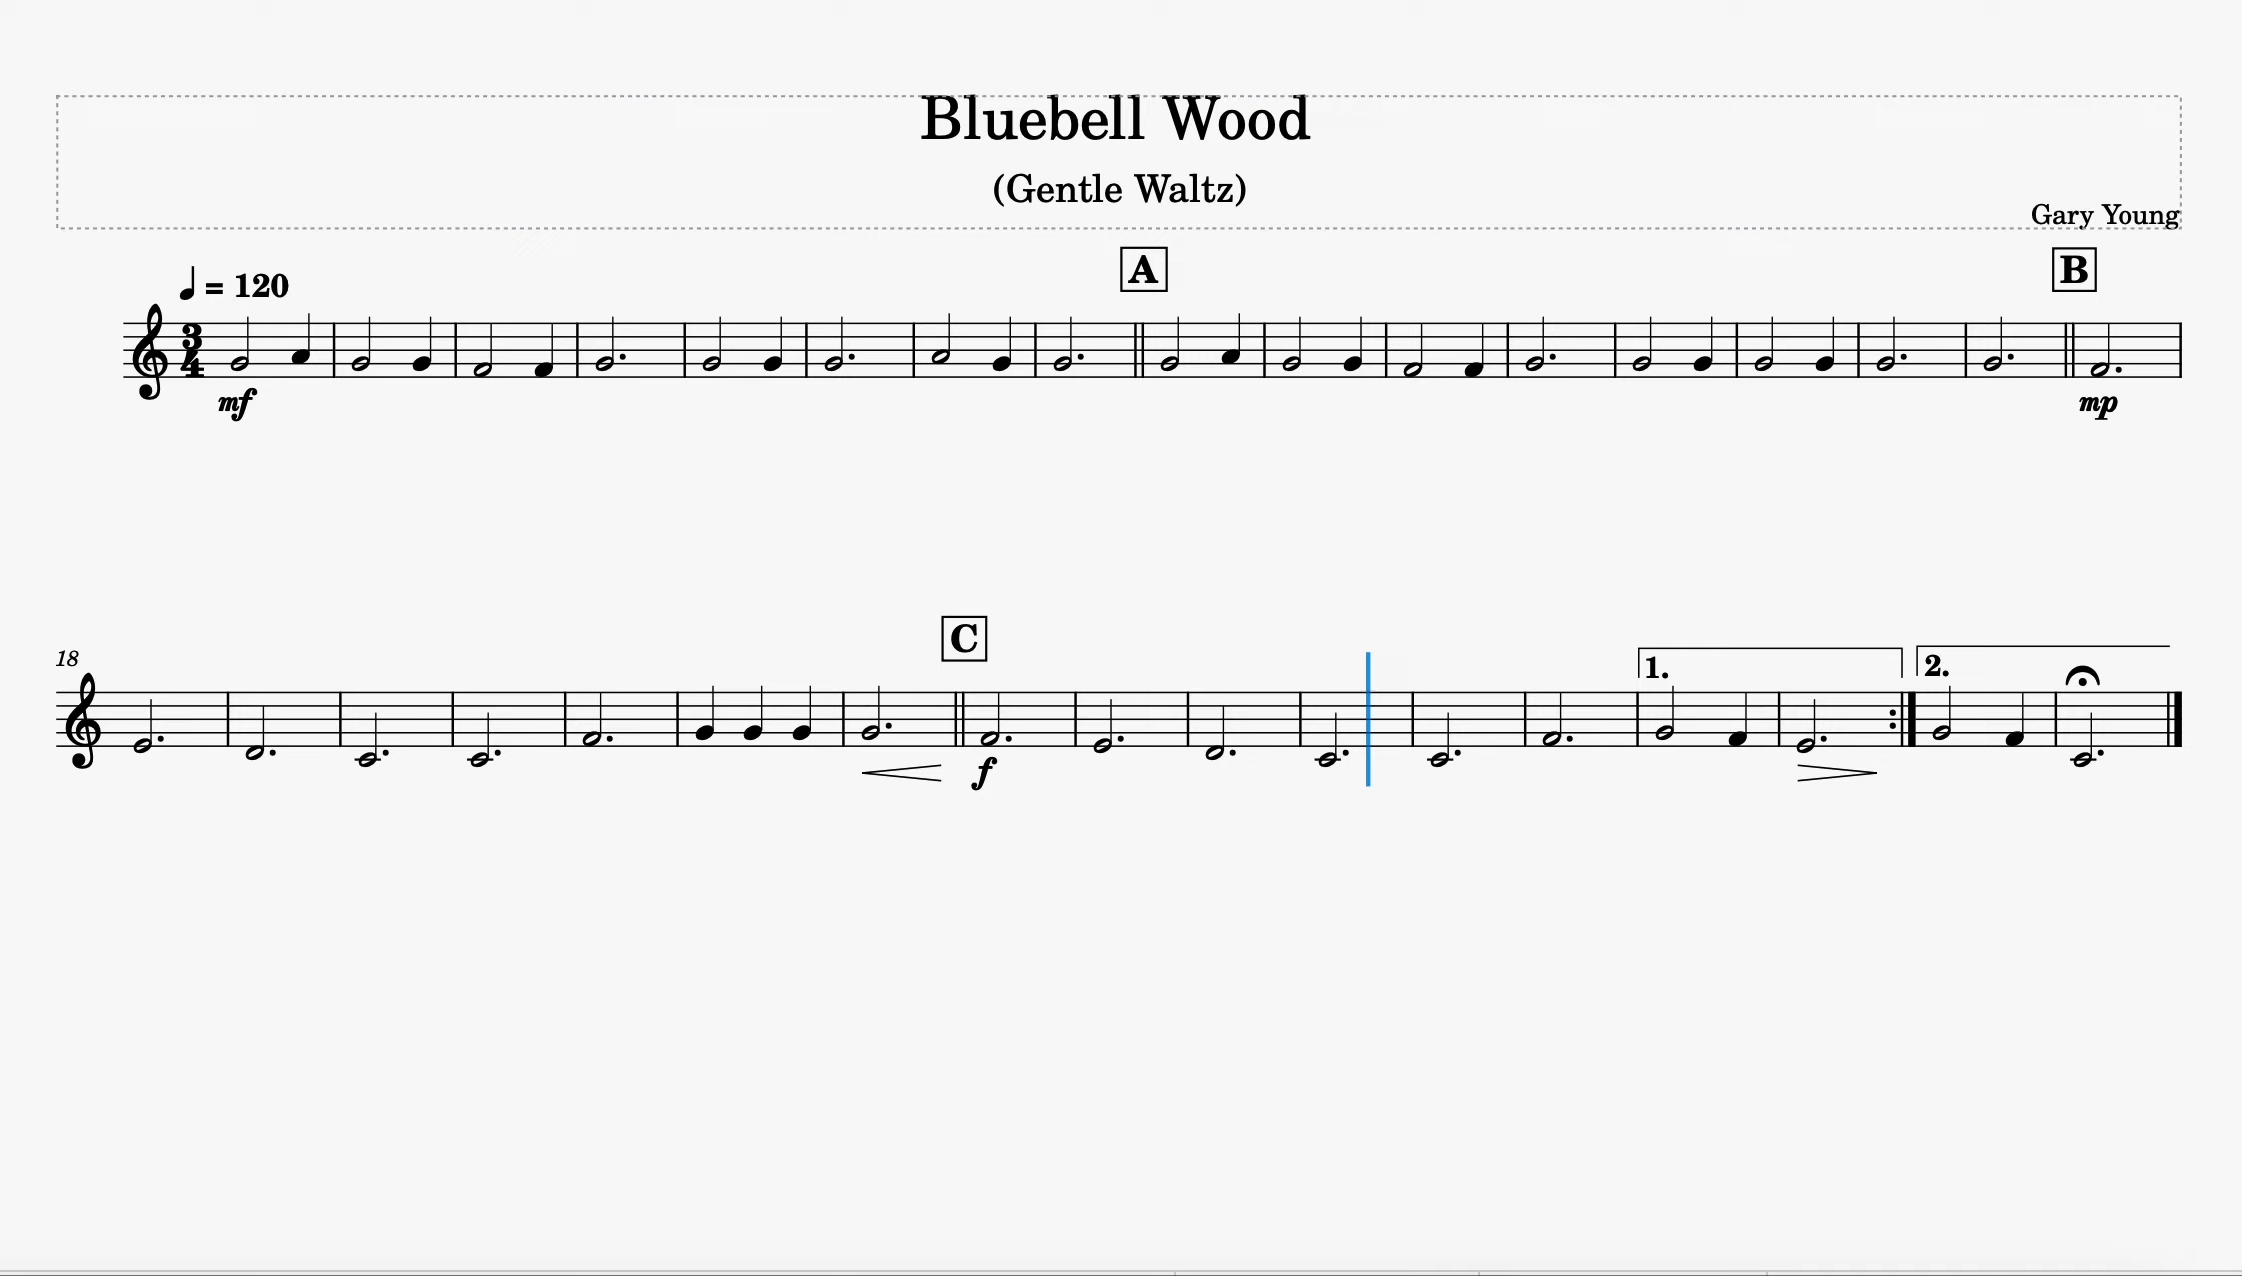 Bluebell Wood
(Gentle Waltz)
Gary Young
A
B
= 120
3
4
mf
mp
C
18
1.
2.
f